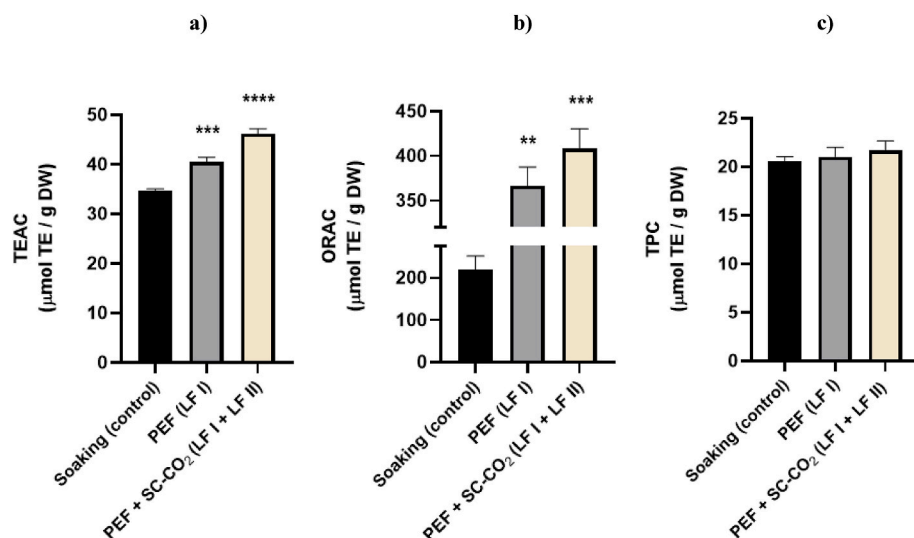 a)
TEAC
(μmol TE / g DW)
50
40
30
20
10
0
***
****
Soaking (control)
PEF (LF I)
PEF + SC-CO₂ (LF I + LF II)
b)
ORAC
(μmol TE / g DW)
450
400
350
200
100
0
**
***
Soaking (control)
PEF (LF I)
PEF + SC-CO₂ (LF I + LF II)
c)
TPC
(μmol TE / g DW)
25
20
15
10
5
0
Soaking (control)
PEF (LF I)
PEF + SC-CO₂ (LF I + LF II)